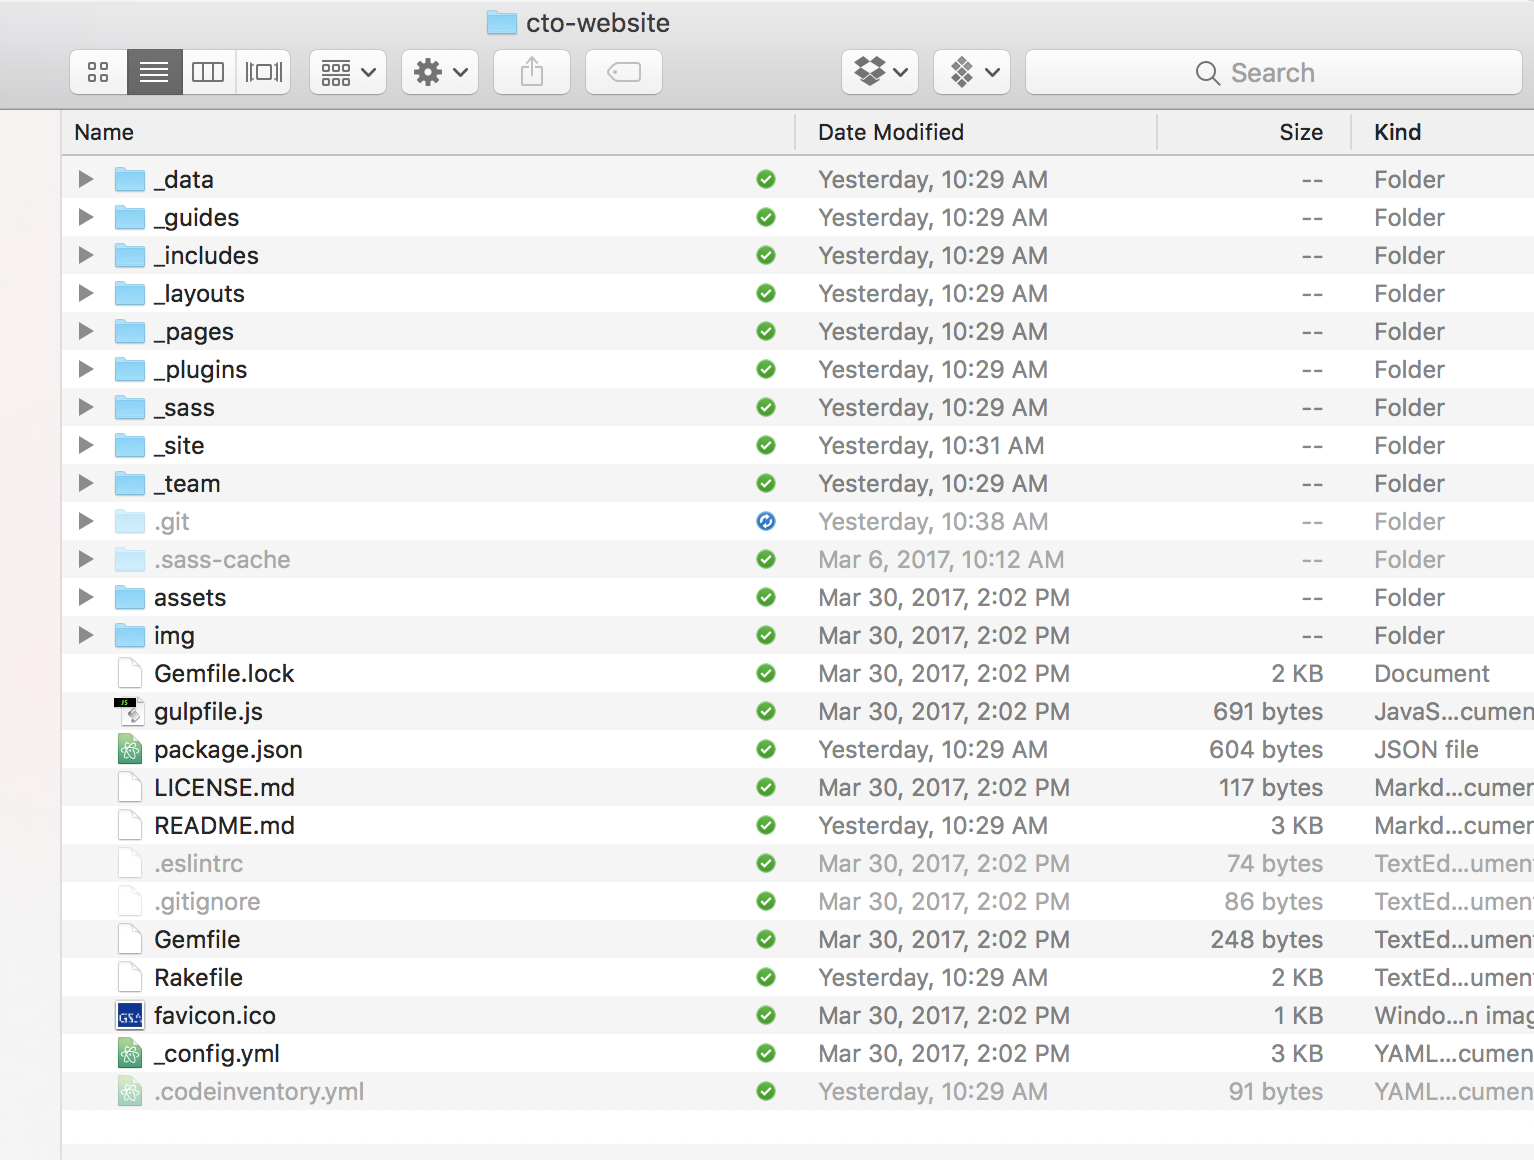 cto-website
Search
Name Date Modified Size Kind
_data Yesterday, 10:29 AM -- Folder
_guides Yesterday, 10:29 AM -- Folder
_includes Yesterday, 10:29 AM -- Folder
_layouts Yesterday, 10:29 AM -- Folder
_pages Yesterday, 10:29 AM -- Folder
_plugins Yesterday, 10:29 AM -- Folder
_sass Yesterday, 10:29 AM -- Folder
_site Yesterday, 10:31 AM -- Folder
_team Yesterday, 10:29 AM -- Folder
.git Yesterday, 10:38 AM -- Folder
.sass-cache Mar 6, 2017, 10:12 AM -- Folder
assets Mar 30, 2017, 2:02 PM -- Folder
img Mar 30, 2017, 2:02 PM -- Folder
Gemfile.lock Mar 30, 2017, 2:02 PM 2 KB Document
JS gulpfile.js Mar 30, 2017, 2:02 PM 691 bytes JavaS...cumen
package.json Yesterday, 10:29 AM 604 bytes JSON file
LICENSE.md Mar 30, 2017, 2:02 PM 117 bytes Markd...cumen
README.md Yesterday, 10:29 AM 3 KB Markd...cumen
.eslintrc Mar 30, 2017, 2:02 PM 74 bytes TextEd...ument
.gitignore Mar 30, 2017, 2:02 PM 86 bytes TextEd...ument
Gemfile Mar 30, 2017, 2:02 PM 248 bytes TextEd...ument
Rakefile Yesterday, 10:29 AM 2 KB TextEd...ument
GSA favicon.ico Mar 30, 2017, 2:02 PM 1 KB Windo...n imag
_config.yml Mar 30, 2017, 2:02 PM 3 KB YAML...cumen
.codeinventory.yml Yesterday, 10:29 AM 91 bytes YAML...cumen